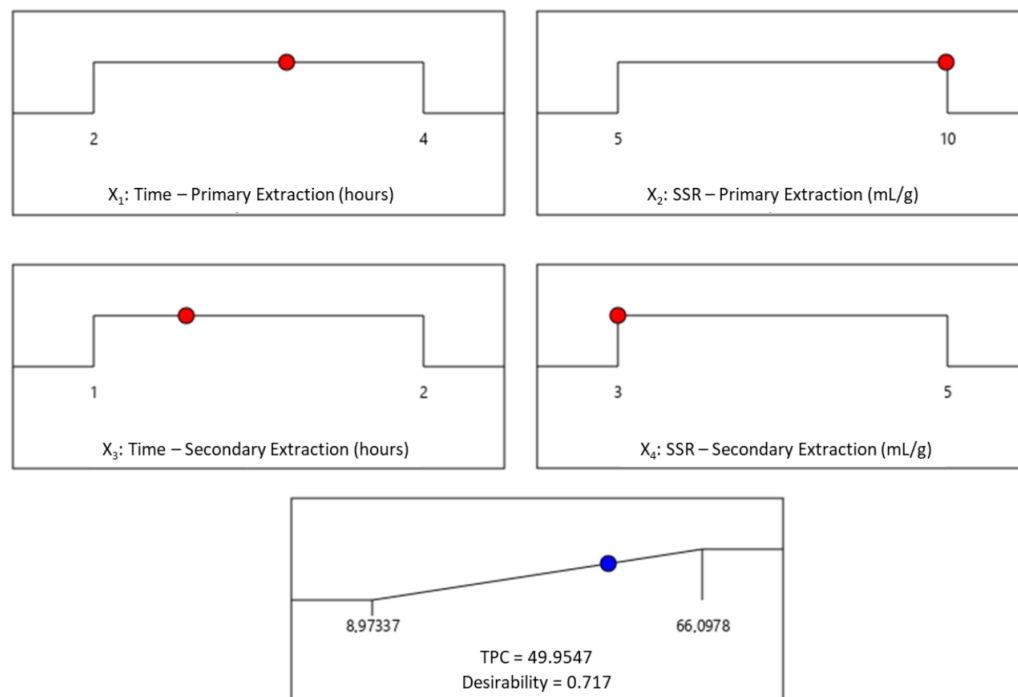 2 4
X₁: Time – Primary Extraction (hours)
5 10
X₂: SSR – Primary Extraction (mL/g)
1 2
X₃: Time – Secondary Extraction (hours)
3 5
X₄: SSR – Secondary Extraction (mL/g)
8,97337 66,0978
TPC = 49.9547
Desirability = 0.717